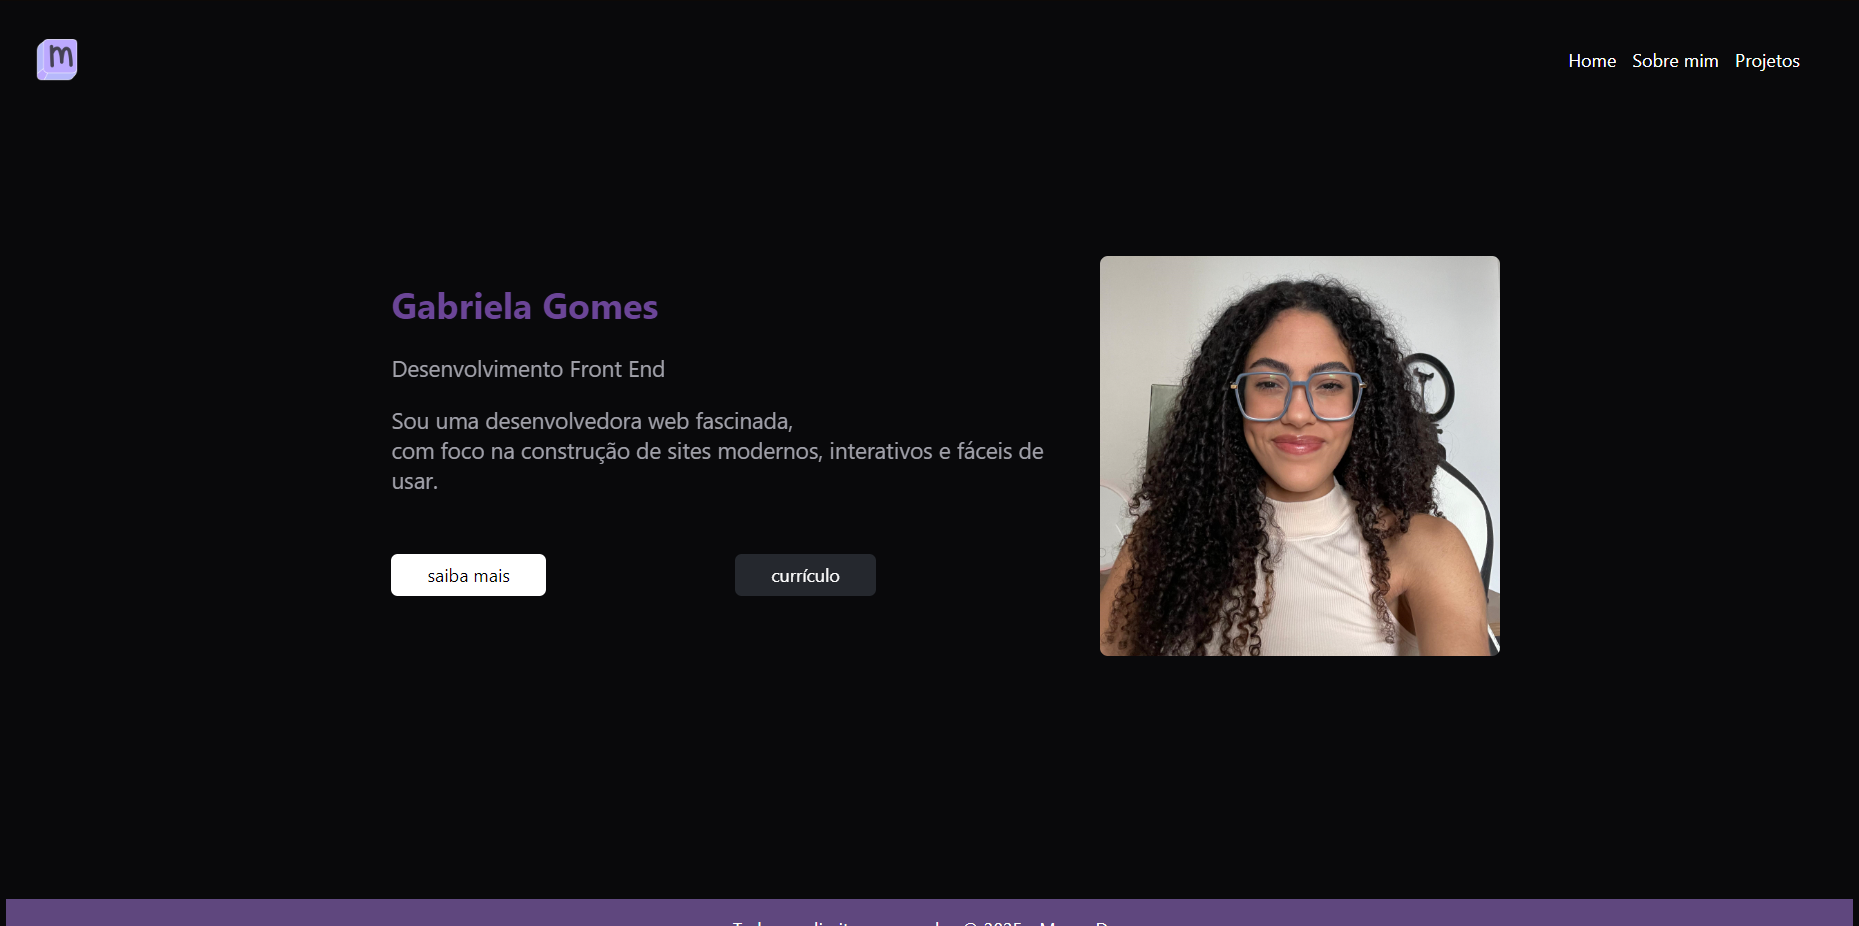 m
Home Sobre mim Projetos
Gabriela Gomes
Desenvolvimento Front End
Sou uma desenvolvedora web fascinada,
com foco na construção de sites modernos, interativos e fáceis de
usar.
saiba mais
currículo
© 2025